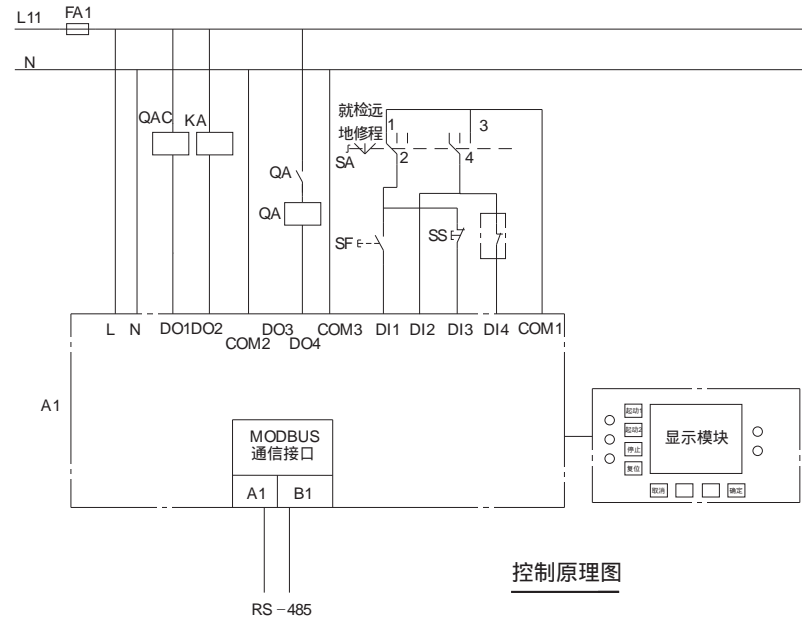 L11
FA1
N
QAC
KA
QA
QA
就检远
地修程
SA
1
2
3
4
SF
SS
L
N
DO1
DO2
COM2
DO3
DO4
COM3
DI1
DI2
DI3
DI4
COM1
A1
MODBUS
通信接口
A1
B1
RS-485
起动1
起动2
停止
复位
显示模块
取消
确定
控制原理图